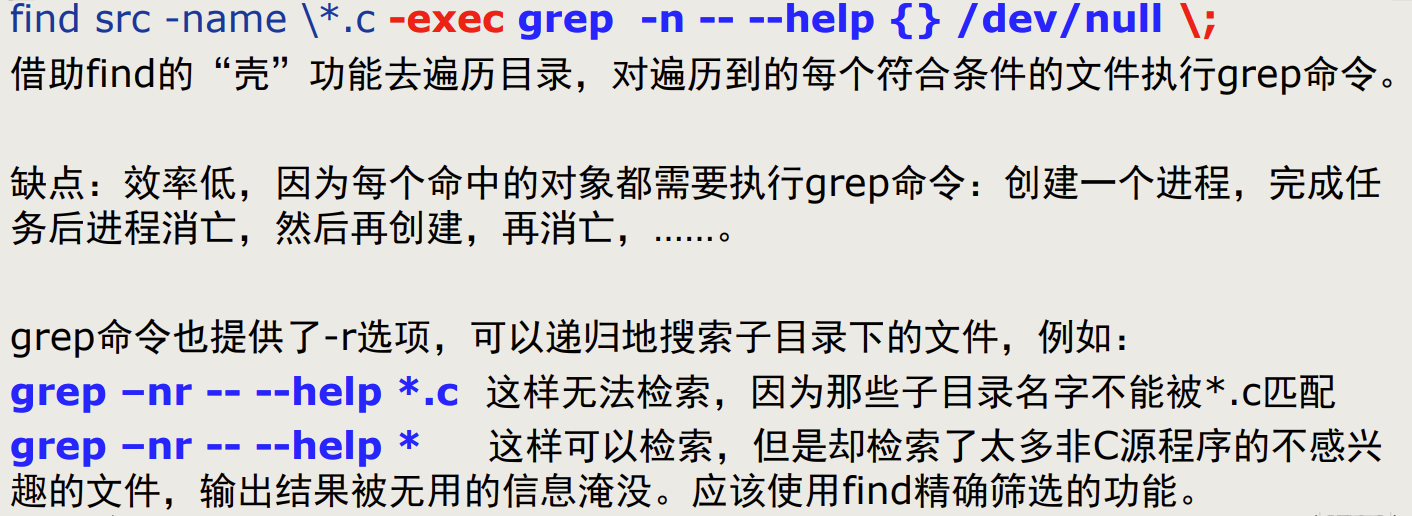 find src -name \*.c -exec grep -n -- --help {} /dev/null \;
借助find的“壳”功能去遍历目录，对遍历到的每个符合条件的文件执行grep命令。
缺点：效率低，因为每个命中的对象都需要执行grep命令：创建一个进程，完成任
务后进程消亡，然后再创建，再消亡，......。
grep命令也提供了-r选项，可以递归地搜索子目录下的文件，例如：
grep –nr -- --help *.c 这样无法检索，因为那些子目录名字不能被*.c匹配
grep –nr -- --help * 这样可以检索，但是却检索了太多非C源程序的不感兴
趣的文件，输出结果被无用的信息淹没。应该使用find精确筛选的功能。